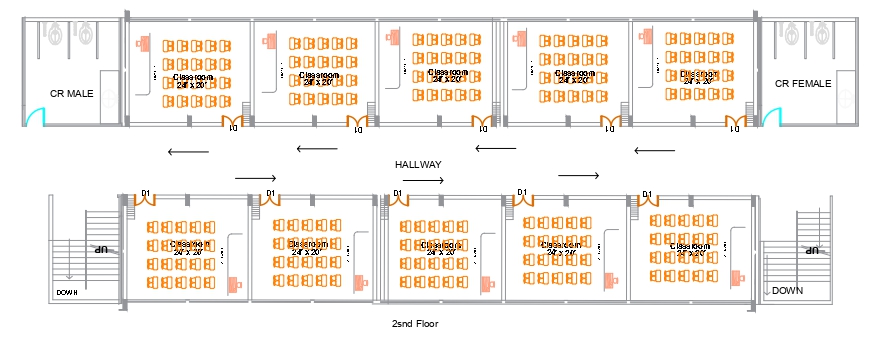 Classroom
24' x 20'
Classroom
24' x 20'
Classroom
24' x 20'
Classroom
24' x 20'
Classroom
24' x 20'
CR MALE
CR FEMALE
D1
D1
D1
D1
D1
HALLWAY
D1
D1
D1
D1
D1
Classroom
24' x 20'
Classroom
24' x 20'
Classroom
24' x 20'
Classroom
24' x 20'
Classroom
24' x 20'
UP
UP
DOWN
DOWN
2snd Floor